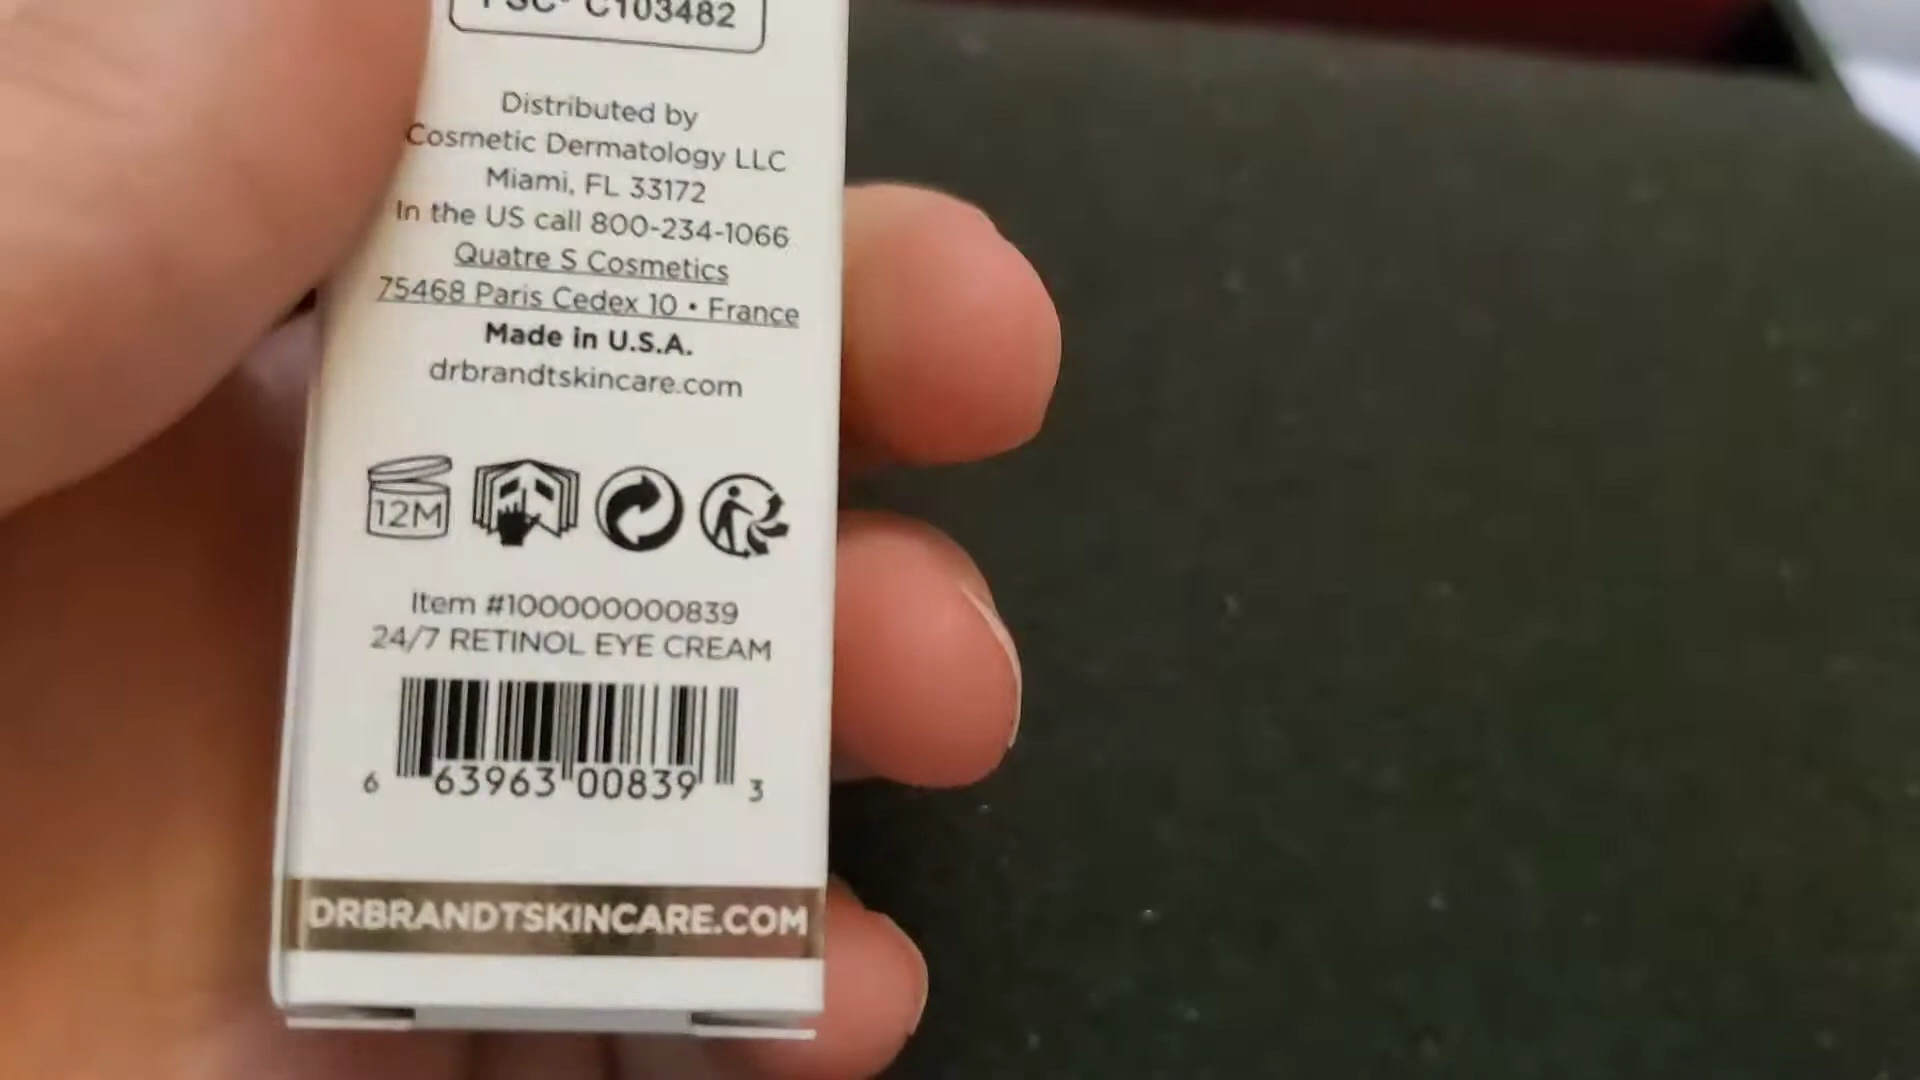 FSC® C103482
Distributed by
Cosmetic Dermatology LLC
Miami, FL 33172
In the US call 800-234-1066
Quatre S Cosmetics
75468 Paris Cedex 10 • France
Made in U.S.A.
drbrandtskincare.com
12M
Item #100000000839
24/7 RETINOL EYE CREAM
6 63963 00839 3
DRBRANDTSKINCARE.COM